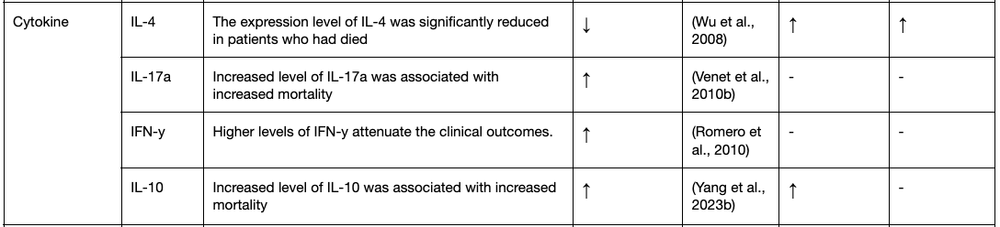 Cytokine
IL-4
The expression level of IL-4 was significantly reduced
in patients who had died
↓
(Wu et al.,
2008)
↑
↑
IL-17a
Increased level of IL-17a was associated with
increased mortality
↑
(Venet et al.,
2010b)
-
-
IFN-y
Higher levels of IFN-y attenuate the clinical outcomes.
↑
(Romero et
al., 2010)
-
-
IL-10
Increased level of IL-10 was associated with increased
mortality
↑
(Yang et al.,
2023b)
↑
-